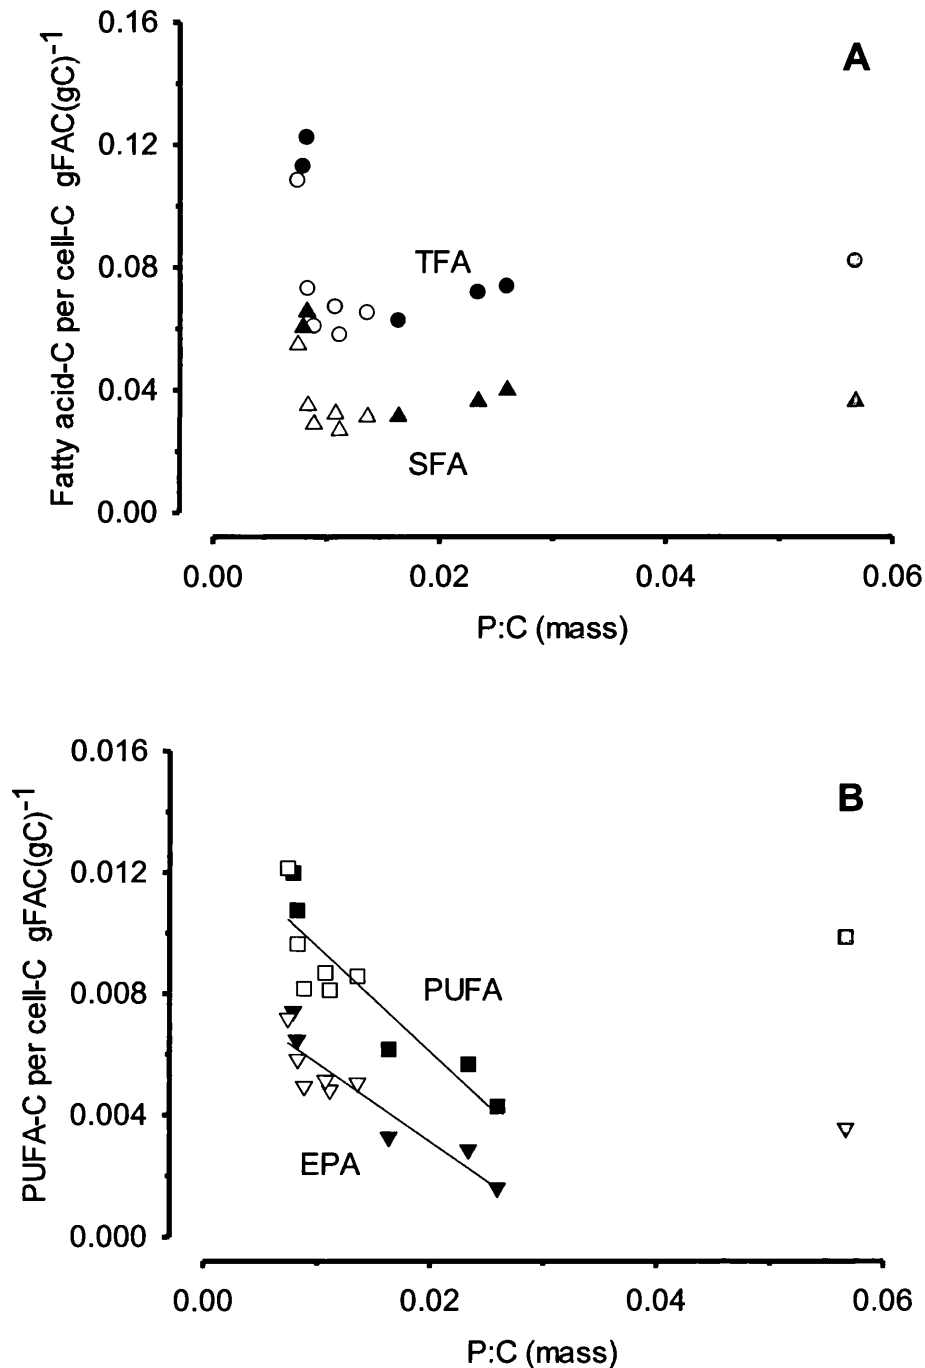 A
Fatty acid-C per cell-C gFAC(gC)-1
0.16
0.12
0.08
0.04
0.00
TFA
SFA
0.00 0.02 0.04 0.06
P:C (mass)
B
PUFA-C per cell-C gFAC(gC)-1
0.016
0.012
0.008
0.004
0.000
PUFA
EPA
0.00 0.02 0.04 0.06
P:C (mass)